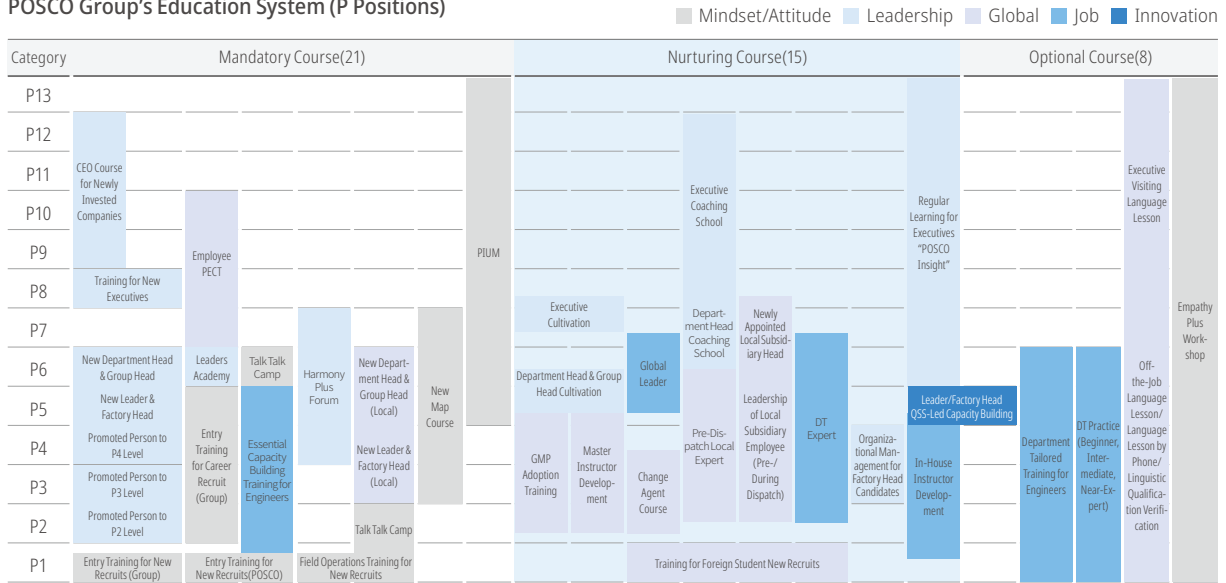 POSCO Group's Education System (P Positions)
Mindset/Attitude
Leadership
Global
Job
Innovation
Category
Mandatory Course(21)
Nurturing Course(15)
Optional Course(8)
P13
P12
P11
P10
P9
P8
P7
P6
P5
P4
P3
P2
P1
CEO Course
for Newly
Invested
Companies
Training for New
Executives
New Department Head
& Group Head
New Leader &
Factory Head
Promoted Person to
P4 Level
Promoted Person to
P3 Level
Promoted Person to
P2 Level
Entry Training for New
Recruits (Group)
Employee
PECT
Leaders
Academy
Entry
Training
for Career
Recruit
(Group)
Entry Training for
New Recruits(POSCO)
Talk Talk
Camp
Essential
Capacity
Building
Training for
Engineers
Harmony
Plus
Forum
New Depart-
ment Head &
Group Head
(Local)
New Leader &
Factory Head
(Local)
Talk Talk Camp
Field Operations Training for
New Recruits
New
Map
Course
PIUM
Executive
Cultivation
Department Head & Group
Head Cultivation
GMP
Adoption
Training
Master
Instructor
Develop-
ment
Global
Leader
Change
Agent
Course
Executive
Coaching
School
Depart-
ment Head
Coaching
School
Pre-Dis-
patch Local
Expert
Newly
Appointed
Local Subsid-
iary Head
Leadership
of Local
Subsidiary
Employee
(Pre-/
During
Dispatch)
Training for Foreign Student New Recruits
DT
Expert
Organiza-
tional Man-
agement for
Factory Head
Candidates
Regular
Learning for
Executives
"POSCO
Insight"
Leader/Factory Head
QSS-Led Capacity Building
In-House
Instructor
Develop-
ment
Department
Tailored
Training for
Engineers
DT Practice
(Beginner,
Inter-
mediate,
Near-Ex-
pert)
Executive
Visiting
Language
Lesson
Off-
the-Job
Language
Lesson/
Language
Lesson by
Phone/
Linguistic
Qualifica-
tion Verifi-
cation
Empathy
Plus
Work-
shop